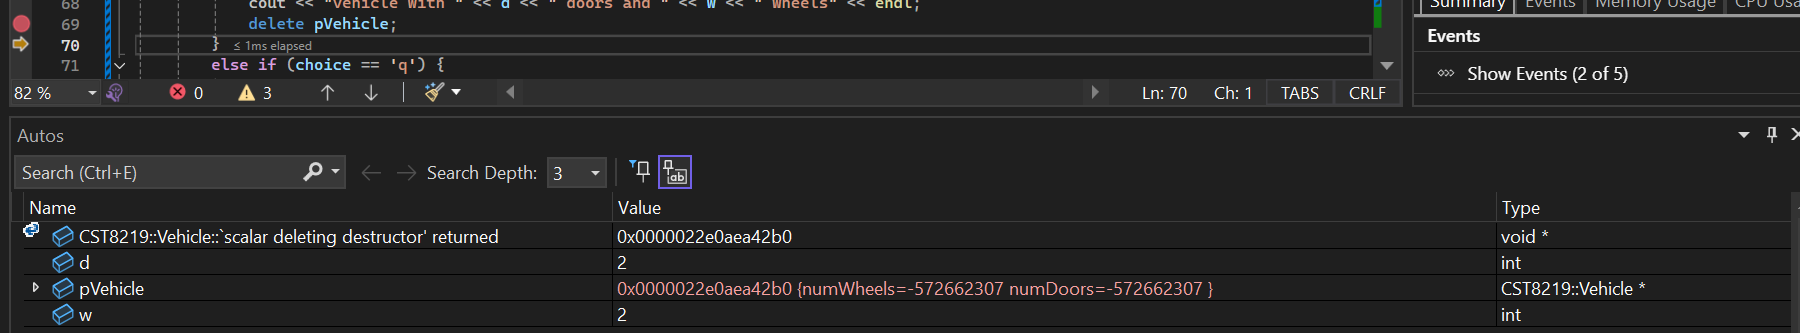 68 cout << "Vehicle with " << d << " doors and " << w << " wheels"<< endl; Summary Events Memory Usage CPU Usa
69 delete pVehicle;
70 } ≤ 1ms elapsed Events
71 else if (choice == 'q') {
Show Events (2 of 5)
82 % 0 3 Ln: 70 Ch: 1 TABS CRLF
Autos
Search (Ctrl+E) Search Depth: 3
Name Value Type
CST8219::Vehicle::`scalar deleting destructor' returned 0x0000022e0aea42b0 void *
d 2 int
pVehicle 0x0000022e0aea42b0 {numWheels=-572662307 numDoors=-572662307 } CST8219::Vehicle *
w 2 int